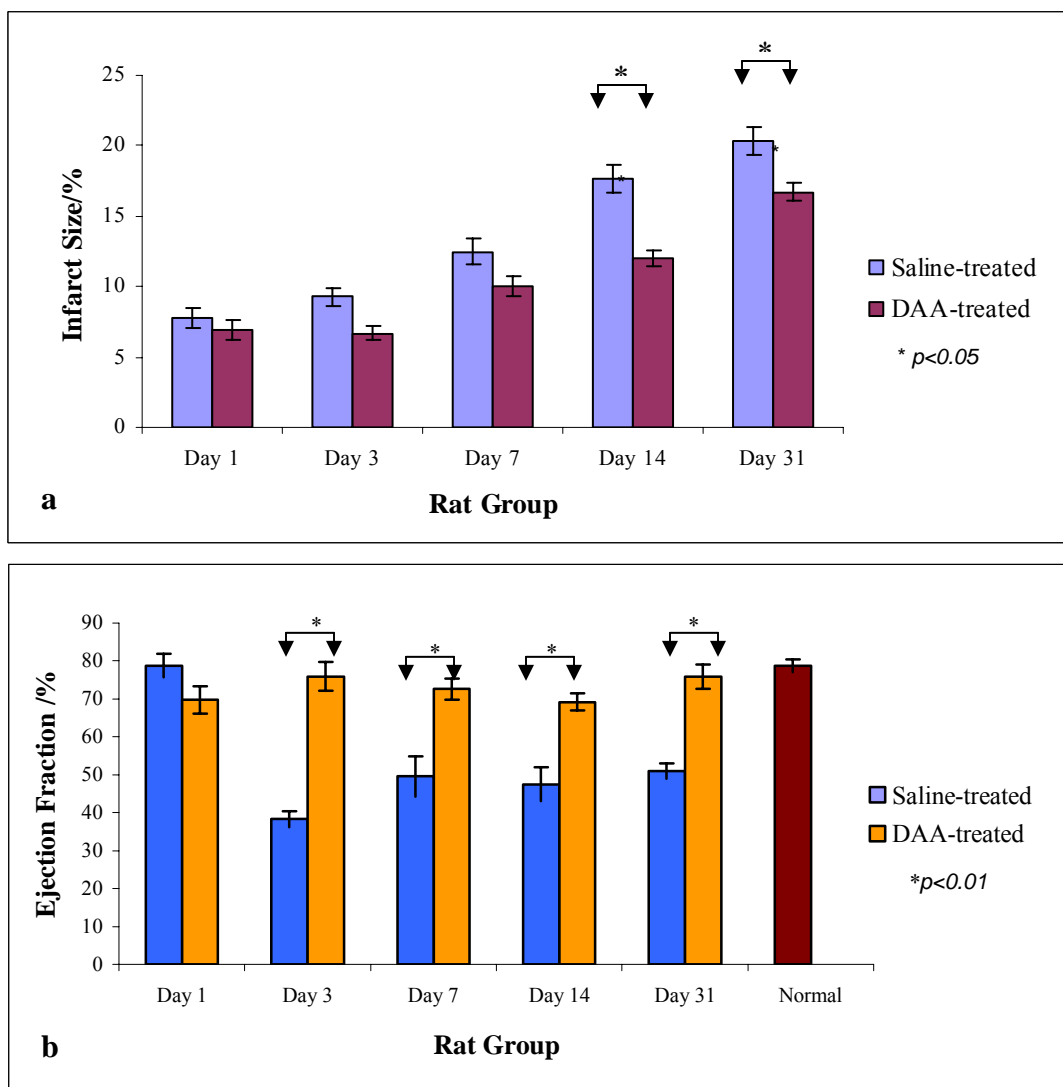 *
*
25
20
15
10
5
0
Infarct Size/%
*
*
Saline-treated
DAA-treated
* p<0.05
Day 1 Day 3 Day 7 Day 14 Day 31
a
Rat Group
90
80
70
60
50
40
30
20
10
0
Ejection Fraction /%
* * * *
Saline-treated
DAA-treated
*p<0.01
Day 1 Day 3 Day 7 Day 14 Day 31 Normal
b
Rat Group